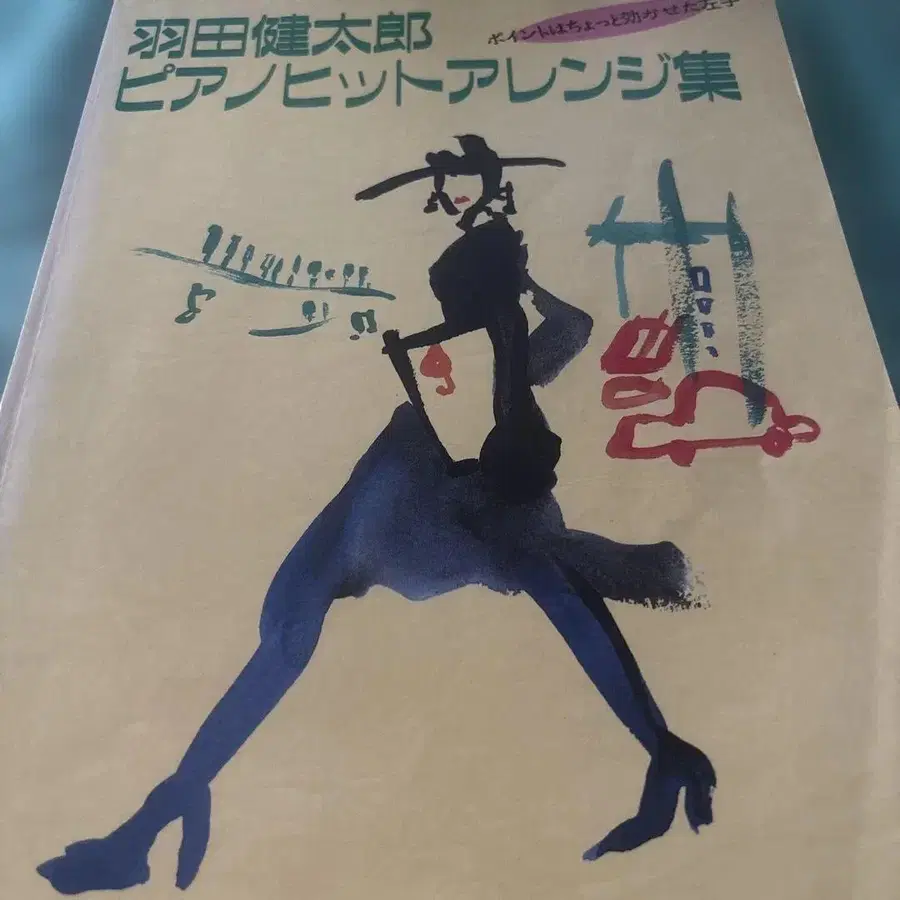 ポイントはちょっと効かせた左手
羽田健太郎
ピアノヒットアレンジ集